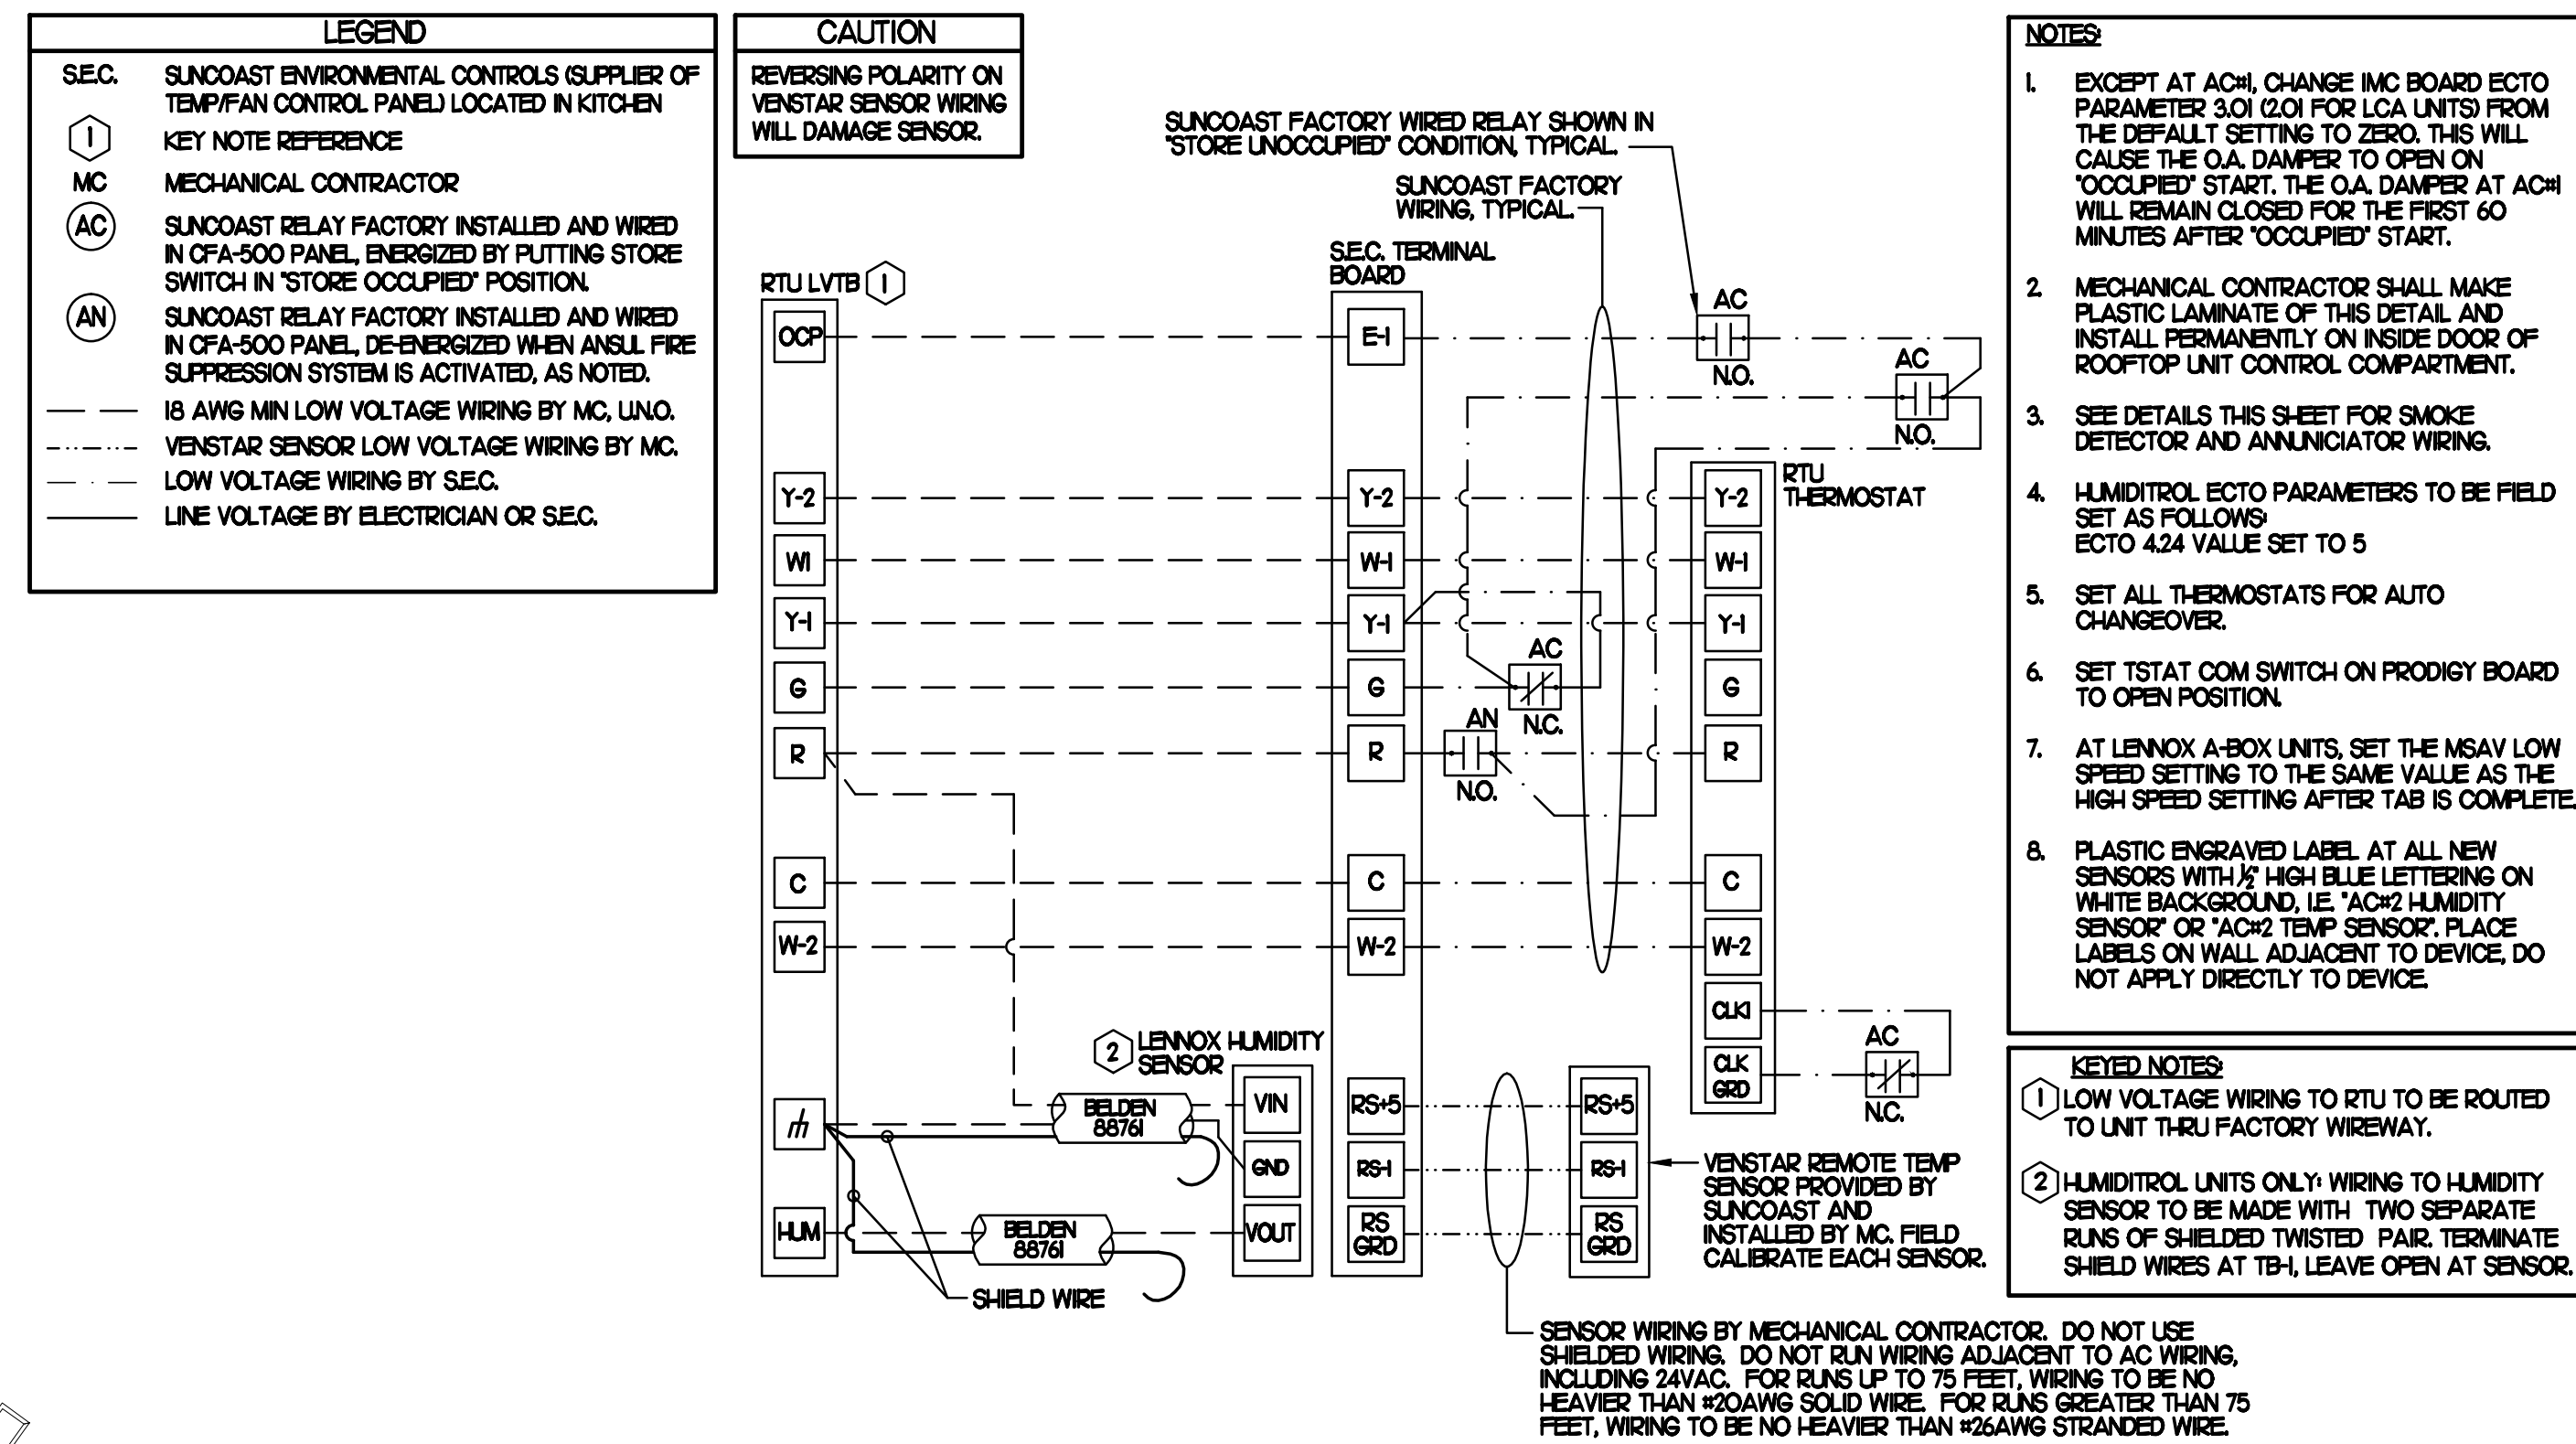 LEGEND
S.E.C. SUNCOAST ENVIRONMENTAL CONTROLS (SUPPLIER OF
TEMP/FAN CONTROL PANEL) LOCATED IN KITCHEN
1 KEY NOTE REFERENCE
MC MECHANICAL CONTRACTOR
AC SUNCOAST RELAY FACTORY INSTALLED AND WIRED
IN CFA-500 PANEL, ENERGIZED BY PUTTING STORE
SWITCH IN "STORE OCCUPIED" POSITION.
AN SUNCOAST RELAY FACTORY INSTALLED AND WIRED
IN CFA-500 PANEL, DE-ENERGIZED WHEN ANSUL FIRE
SUPPRESSION SYSTEM IS ACTIVATED, AS NOTED.
18 AWG MIN LOW VOLTAGE WIRING BY MC, U.N.O.
VENSTAR SENSOR LOW VOLTAGE WIRING BY MC.
LOW VOLTAGE WIRING BY S.E.C.
LINE VOLTAGE BY ELECTRICIAN OR S.E.C.
CAUTION
REVERSING POLARITY ON
VENSTAR SENSOR WIRING
WILL DAMAGE SENSOR.
SUNCOAST FACTORY WIRED RELAY SHOWN IN
"STORE UNOCCUPIED" CONDITION, TYPICAL.
SUNCOAST FACTORY
WIRING, TYPICAL.
RTU LVTB 1
OCP
Y-2
W1
Y-1
G
R
C
W-2
HUM
S.E.C. TERMINAL
BOARD
E-1
Y-2
W-1
Y-1
G
R
C
W-2
RS+5
RS-1
RS
GRD
AC
N.O.
AC
N.O.
AC
N.C.
AN
N.O.
RTU
THERMOSTAT
Y-2
W-1
Y-1
G
R
C
W-2
CLK1
CLK
GRD
AC
N.C.
2 LENNOX HUMIDITY
SENSOR
VIN
GND
VOUT
BELDEN
88761
BELDEN
88761
SHIELD WIRE
RS+5
RS-1
RS
GRD
VENSTAR REMOTE TEMP
SENSOR PROVIDED BY
SUNCOAST AND
INSTALLED BY MC. FIELD
CALIBRATE EACH SENSOR.
SENSOR WIRING BY MECHANICAL CONTRACTOR. DO NOT USE
SHIELDED WIRING. DO NOT RUN WIRING ADJACENT TO AC WIRING,
INCLUDING 24VAC. FOR RUNS UP TO 75 FEET, WIRING TO BE NO
HEAVIER THAN #20AWG SOLID WIRE. FOR RUNS GREATER THAN 75
FEET, WIRING TO BE NO HEAVIER THAN #26AWG STRANDED WIRE.
NOTES:
1. EXCEPT AT AC#1, CHANGE IMC BOARD ECTO
PARAMETER 3.01 (2.01 FOR LCA UNITS) FROM
THE DEFAULT SETTING TO ZERO. THIS WILL
CAUSE THE O.A. DAMPER TO OPEN ON
"OCCUPIED" START. THE O.A. DAMPER AT AC#1
WILL REMAIN CLOSED FOR THE FIRST 60
MINUTES AFTER "OCCUPIED" START.
2. MECHANICAL CONTRACTOR SHALL MAKE
PLASTIC LAMINATE OF THIS DETAIL AND
INSTALL PERMANENTLY ON INSIDE DOOR OF
ROOFTOP UNIT CONTROL COMPARTMENT.
3. SEE DETAILS THIS SHEET FOR SMOKE
DETECTOR AND ANNUNICIATOR WIRING.
4. HUMIDITROL ECTO PARAMETERS TO BE FIELD
SET AS FOLLOWS:
ECTO 4.24 VALUE SET TO 5
5. SET ALL THERMOSTATS FOR AUTO
CHANGEOVER.
6. SET TSTAT COM SWITCH ON PRODIGY BOARD
TO OPEN POSITION.
7. AT LENNOX A-BOX UNITS, SET THE MSAV LOW
SPEED SETTING TO THE SAME VALUE AS THE
HIGH SPEED SETTING AFTER TAB IS COMPLETE.
8. PLASTIC ENGRAVED LABEL AT ALL NEW
SENSORS WITH ½" HIGH BLUE LETTERING ON
WHITE BACKGROUND, I.E. "AC#2 HUMIDITY
SENSOR" OR "AC#2 TEMP SENSOR". PLACE
LABELS ON WALL ADJACENT TO DEVICE, DO
NOT APPLY DIRECTLY TO DEVICE.
KEYED NOTES:
1 LOW VOLTAGE WIRING TO RTU TO BE ROUTED
TO UNIT THRU FACTORY WIREWAY.
2 HUMIDITROL UNITS ONLY: WIRING TO HUMIDITY
SENSOR TO BE MADE WITH TWO SEPARATE
RUNS OF SHIELDED TWISTED PAIR. TERMINATE
SHIELD WIRES AT TB-1, LEAVE OPEN AT SENSOR.